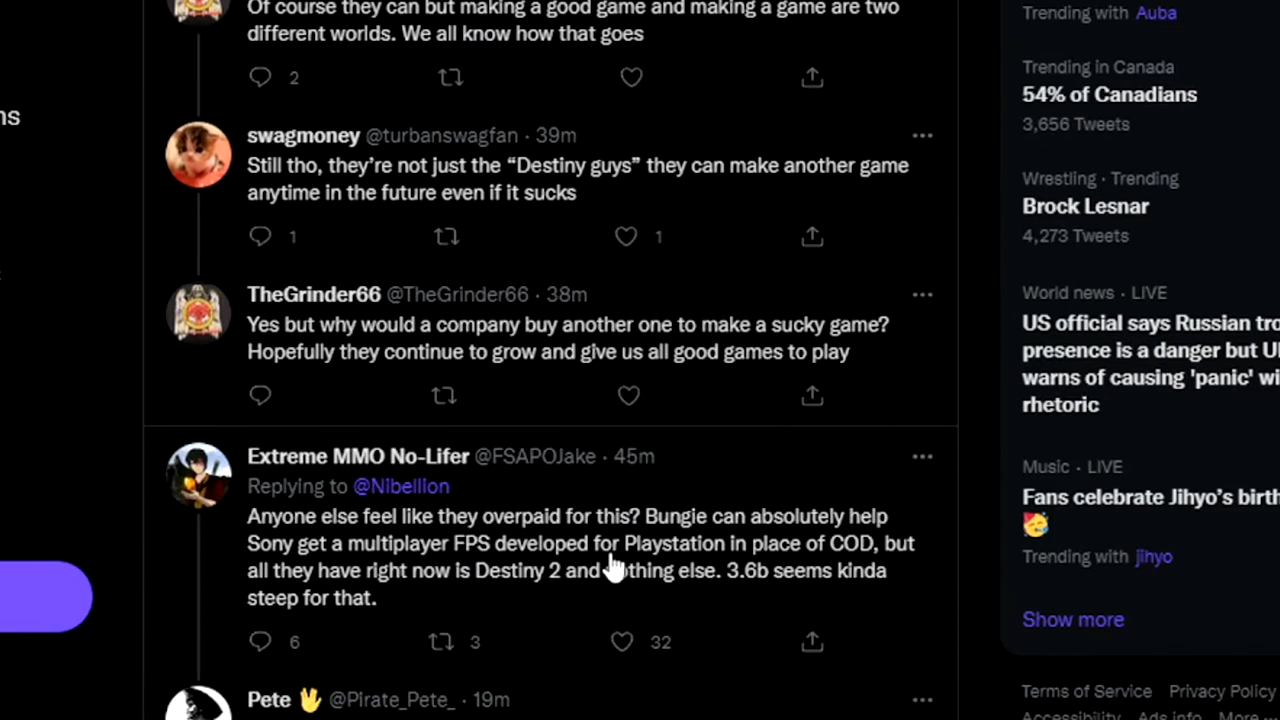 Of course they can but making a good game and making a game are two
different worlds. We all know how that goes
2
swagmoney @turbanswagfan · 39m
Still tho, they're not just the “Destiny guys” they can make another game
anytime in the future even if it sucks
1
1
TheGrinder66 @TheGrinder66 · 38m
Yes but why would a company buy another one to make a sucky game?
Hopefully they continue to grow and give us all good games to play
Extreme MMO No-Lifer @FSAPOJake · 45m
Replying to @Nibellion
Anyone else feel like they overpaid for this? Bungie can absolutely help
Sony get a multiplayer FPS developed for Playstation in place of COD, but
all they have right now is Destiny 2 and nothing else. 3.6b seems kinda
steep for that.
6
3
32
Pete 🖖 @Pirate_Pete_ · 19m
ns
Trending with Auba
Trending in Canada
54% of Canadians
3,656 Tweets
Wrestling · Trending
Brock Lesnar
4,273 Tweets
World news · LIVE
US official says Russian tro
presence is a danger but U
warns of causing 'panic' wi
rhetoric
Music · LIVE
Fans celebrate Jihyo's birth
🥳
Trending with jihyo
Show more
Terms of Service Privacy Policy
Accessibility Ads info More